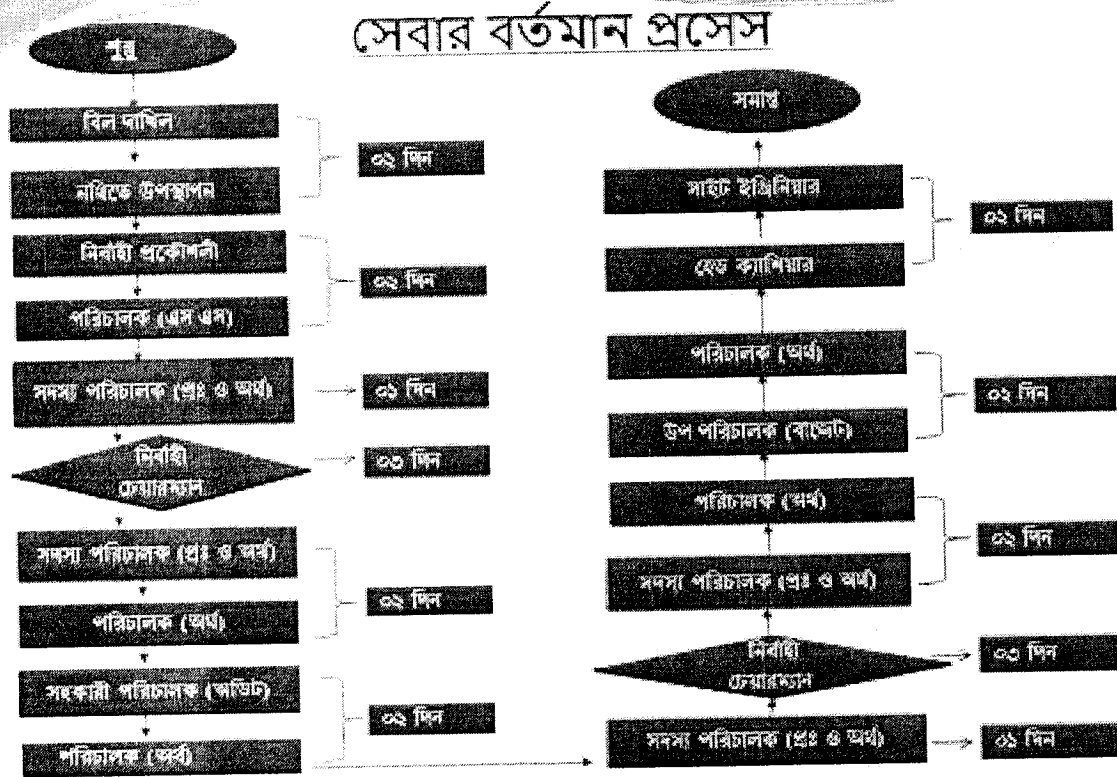 সেবার বর্তমান প্রসেস
শুরু
বিল দাখিল
নথিতে উপস্থাপন
০২ দিন
নির্বাহী প্রকৌশলী
পরিচালক (এস এস)
০২ দিন
সদস্য পরিচালক (প্রঃ ও অর্থ)
০১ দিন
নির্বাহী
চেয়ারম্যান
০৩ দিন
সদস্য পরিচালক (প্রঃ ও অর্থ)
পরিচালক (অর্থ)
০২ দিন
সহকারী পরিচালক (অডিট)
পরিচালক (অর্থ)
০২ দিন
সদস্য পরিচালক (প্রঃ ও অর্থ)
০১ দিন
নির্বাহী
চেয়ারম্যান
০৩ দিন
সদস্য পরিচালক (প্রঃ ও অর্থ)
পরিচালক (অর্থ)
০২ দিন
উপ পরিচালক (বাজেট)
পরিচালক (অর্থ)
০২ দিন
হেড ক্যাশিয়ার
সাইট ইঞ্জিনিয়ার
০২ দিন
সমাপ্ত